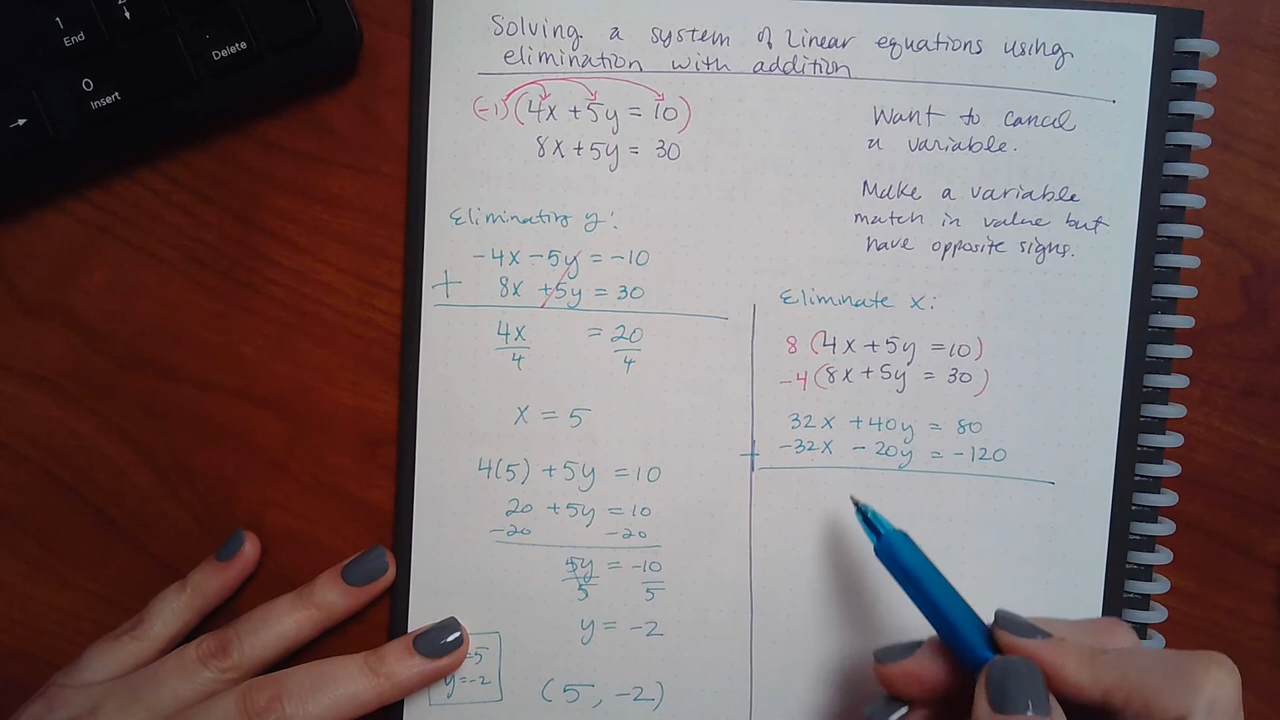 1
End
↓
.
Delete
0
Insert
→
Solving a system of linear equations using
elimination with addition
(-1)(4x + 5y = 10)
8x + 5y = 30
Want to cancel
a variable.
Make a variable
match in value but
have opposite signs.
Eliminating y:
-4x - 5y = -10
+ 8x + 5y = 30
4x = 20
4 4
x = 5
4(5) + 5y = 10
20 + 5y = 10
-20 -20
5y = -10
5 5
y = -2
=5
y=-2
(5, -2)
Eliminate x:
8 (4x + 5y = 10)
-4 (8x + 5y = 30)
32x + 40y = 80
+ -32x - 20y = -120